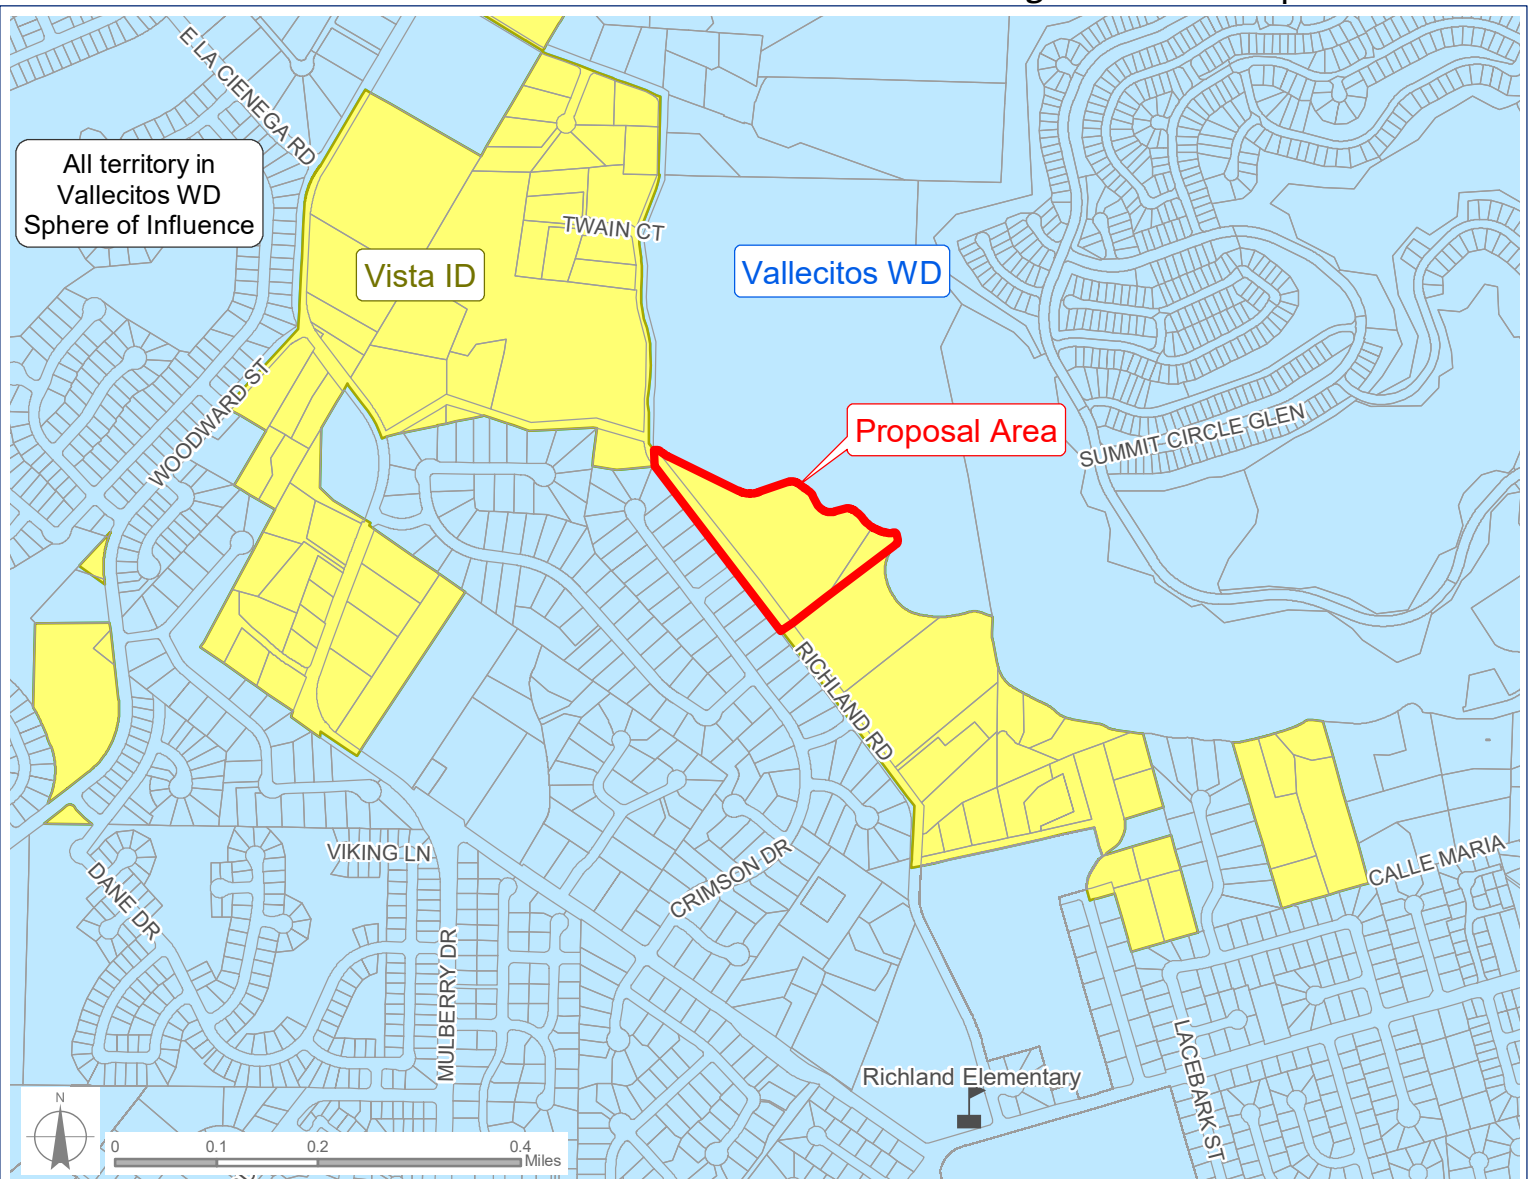 E LA CIENEGA RD
All territory in
Vallecitos WD
Sphere of Influence
TWAIN CT
Vista ID
Vallecitos WD
WOODWARD ST
Proposal Area
SUMMIT CIRCLE GLEN
RICHLAND RD
VIKING LN
CRIMSON DR
CALLE MARIA
DANE DR
MULBERRY DR
LACEBARK ST
Richland Elementary
N
0 0.1 0.2 0.4
Miles